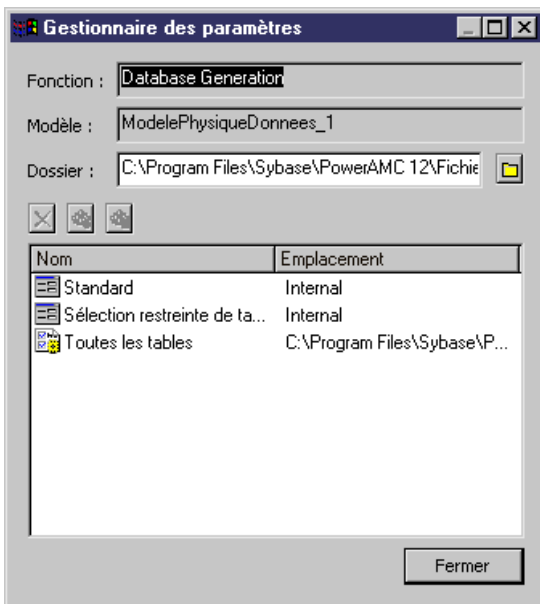 Gestionnaire des paramètres
Fonction : Database Generation
Modèle : ModelePhysiqueDonnees_1
Dossier : C:\Program Files\Sybase\PowerAMC 12\Fichie
Nom Emplacement
Standard Internal
Sélection restreinte de ta... Internal
Toutes les tables C:\Program Files\Sybase\P...
Fermer